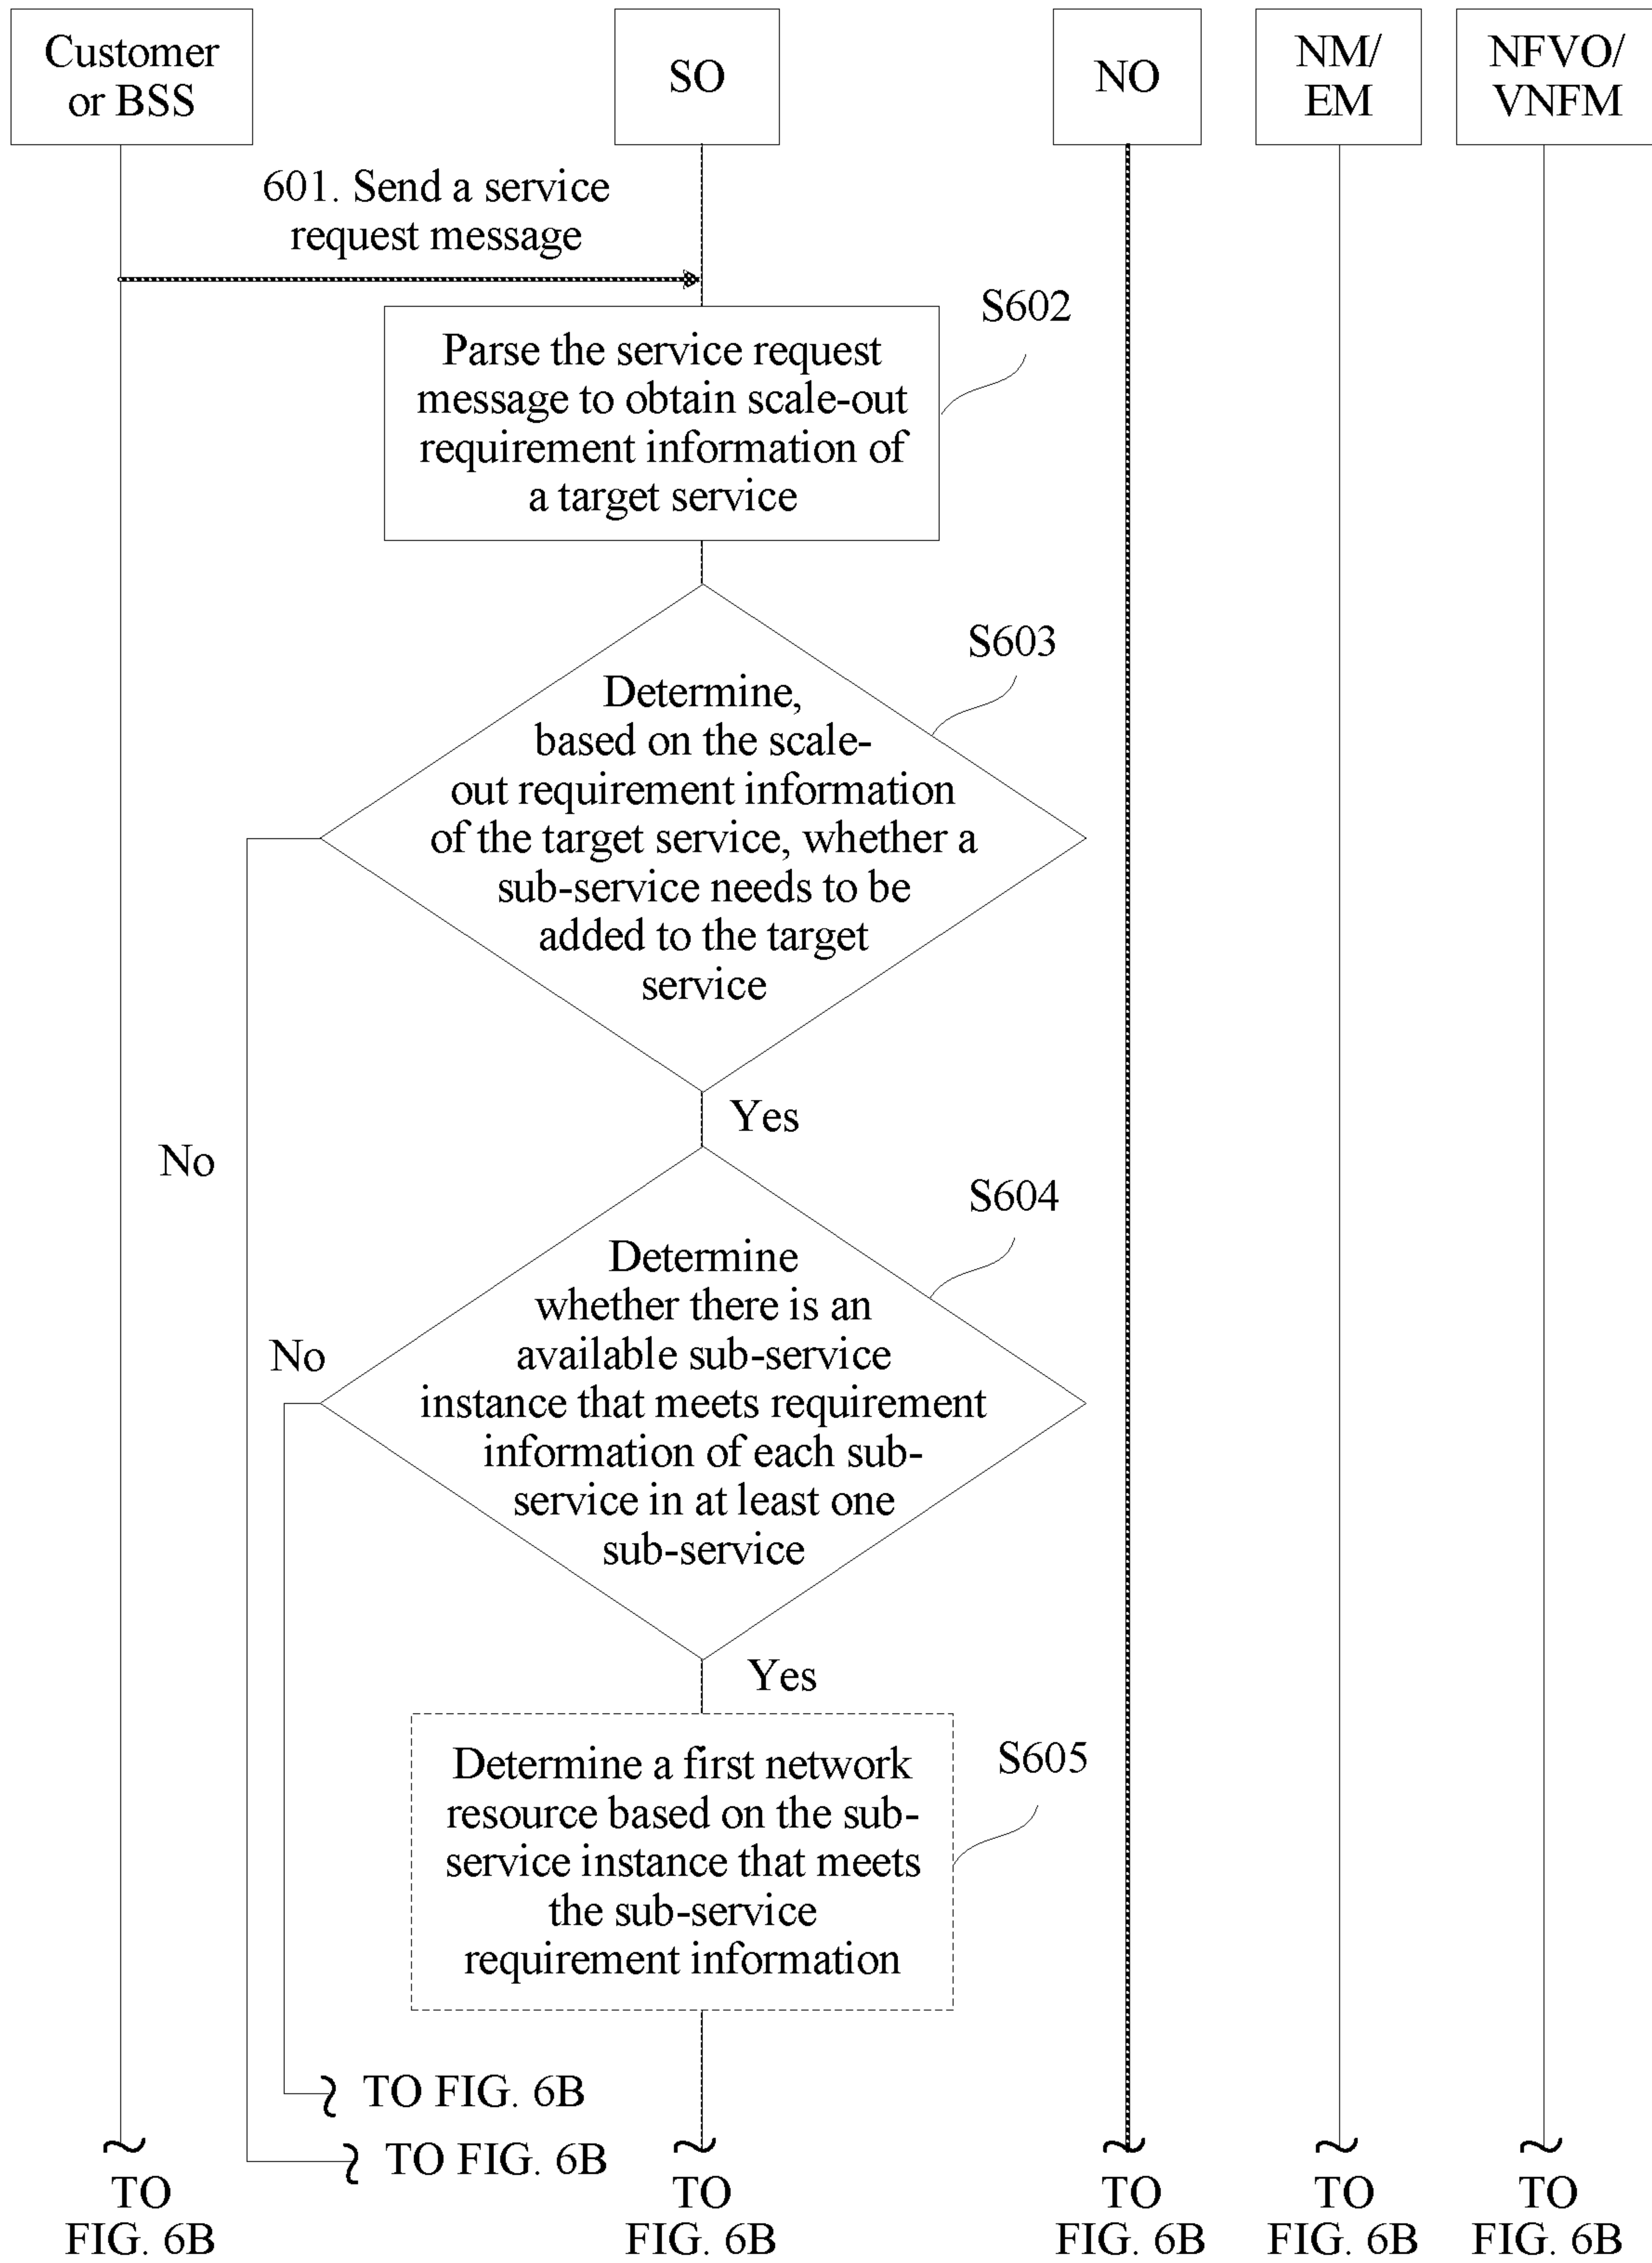 Customer
or BSS
SO
NO
NM/
EM
NFVO/
VNFM
601. Send a service
request message
S602
Parse the service request
message to obtain scale-out
requirement information of
a target service
S603
Determine,
based on the scale-
out requirement information
of the target service, whether a
sub-service needs to be
added to the target
service
Yes
No
S604
Determine
whether there is an
available sub-service
instance that meets requirement
information of each sub-
service in at least one
sub-service
No
Yes
S605
Determine a first network
resource based on the sub-
service instance that meets
the sub-service
requirement information
TO FIG. 6B
TO FIG. 6B
TO
FIG. 6B
TO
FIG. 6B
TO
FIG. 6B
TO
FIG. 6B
TO
FIG. 6B